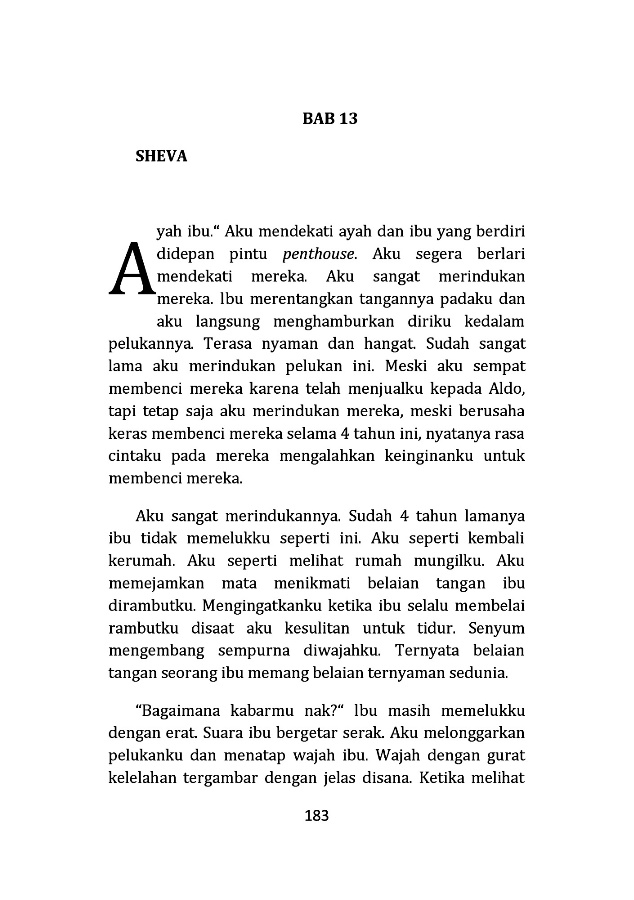 BAB 13
SHEVA
Ayah ibu.“ Aku mendekati ayah dan ibu yang berdiri
didepan pintu penthouse. Aku segera berlari
mendekati mereka. Aku sangat merindukan
mereka. Ibu merentangkan tangannya padaku dan
aku langsung menghamburkan diriku kedalam
pelukannya. Terasa nyaman dan hangat. Sudah sangat
lama aku merindukan pelukan ini. Meski aku sempat
membenci mereka karena telah menjualku kepada Aldo,
tapi tetap saja aku merindukan mereka, meski berusaha
keras membenci mereka selama 4 tahun ini, nyatanya rasa
cintaku pada mereka mengalahkan keinginanku untuk
membenci mereka.
Aku sangat merindukannya. Sudah 4 tahun lamanya
ibu tidak memelukku seperti ini. Aku seperti kembali
kerumah. Aku seperti melihat rumah mungilku. Aku
memejamkan mata menikmati belaian tangan ibu
dirambutku. Mengingatkanku ketika ibu selalu membelai
rambutku disaat aku kesulitan untuk tidur. Senyum
mengembang sempurna diwajahku. Ternyata belaian
tangan seorang ibu memang belaian ternyaman sedunia.
“Bagaimana kabarmu nak?“ Ibu masih memelukku
dengan erat. Suara ibu bergetar serak. Aku melonggarkan
pelukanku dan menatap wajah ibu. Wajah dengan gurat
kelelahan tergambar dengan jelas disana. Ketika melihat
183